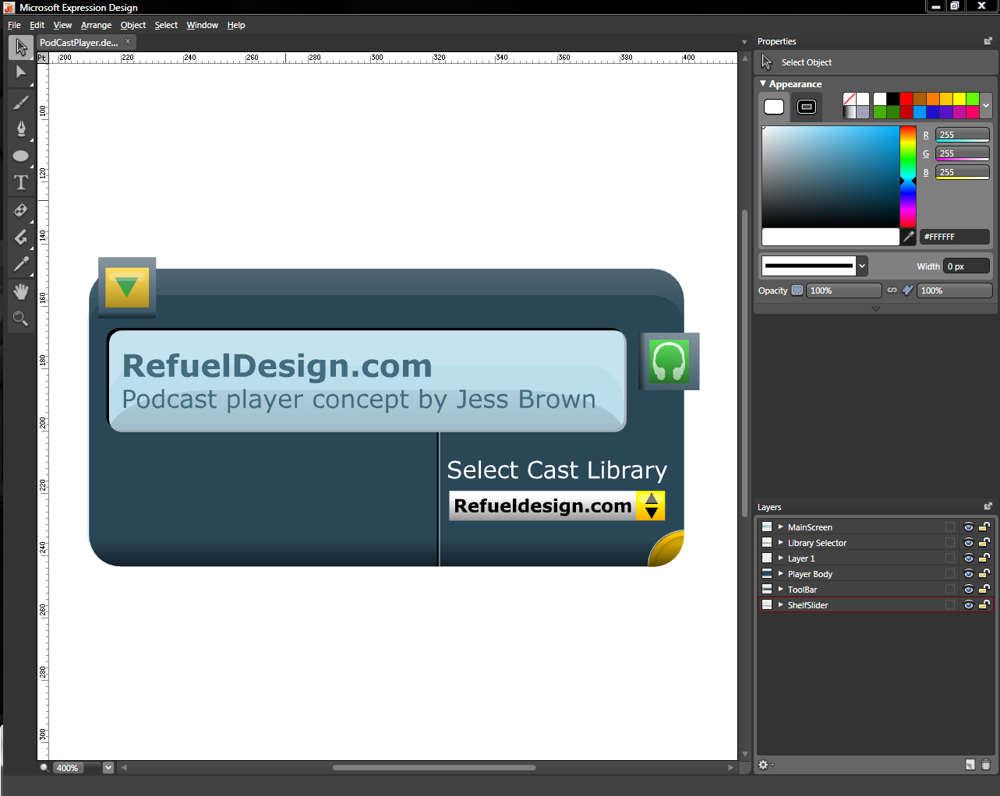 Microsoft Expression Design
File Edit View Arrange Object Select Window Help
PodCastPlayer.de...
Properties
Pt 200 220 240 260 280 300 320 340 360 380 400
Select Object
Appearance
R 255
G 255
B 255
#FFFFFF
Width 0 px
Opacity 100% 100%
100
120
140
160
180
200
220
240
260
280
300
RefuelDesign.com
Podcast player concept by Jess Brown
Select Cast Library
Refueldesign.com
Layers
MainScreen
Library Selector
Layer 1
Player Body
ToolBar
ShelfSlider
400%